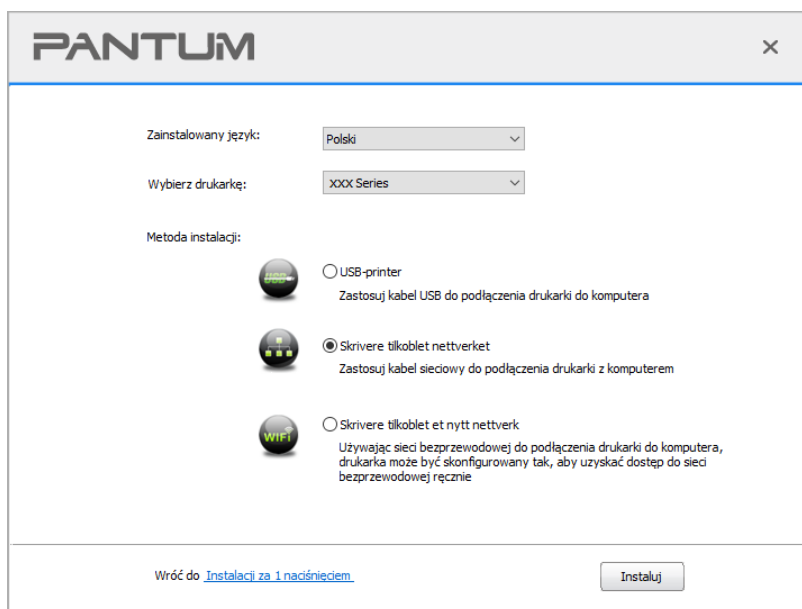 PANTUM
Zainstalowany język:
Polski
Wybierz drukarkę:
XXX Series
Metoda instalacji:
USB
USB-printer
Zastosuj kabel USB do podłączenia drukarki do komputera
Skrivere tilkoblet nettverket
Zastosuj kabel sieciowy do podłączenia drukarki z komputerem
WiFi
Skrivere tilkoblet et nytt nettverk
Używając sieci bezprzewodowej do podłączenia drukarki do komputera,
drukarka może być skonfigurowany tak, aby uzyskać dostęp do sieci
bezprzewodowej ręcznie
Wróć do Instalacji za 1 naciśnięciem
Instaluj